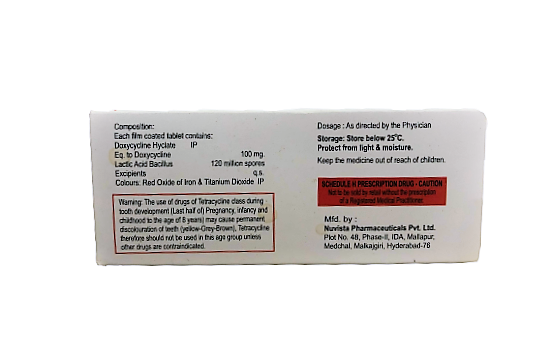 Composition:
Each film coated tablet contains:
Doxycycline Hyclate IP
Eq. to Doxycycline 100 mg.
Lactic Acid Bacillus 120 million spores
Excipients q.s.
Colours: Red Oxide of Iron & Titanium Dioxide IP
Warning: The use of drugs of Tetracycline class during
tooth development (Last half of) Pregnancy, infancy and
childhood to the age of 8 years) may cause permanent
discolouration of teeth (yellow-Grey-Brown), Tetracycline
therefore should not be used in this age group unless
other drugs are contraindicated.
Dosage : As directed by the Physician
Storage: Store below 25°C.
Protect from light & moisture.
Keep the medicine out of reach of children.
SCHEDULE H PRESCRIPTION DRUG - CAUTION
Not to be sold by retail without the prescription
of a Registered Medical Practitioner.
Mfd. by :
Nuvista Pharmaceuticals Pvt. Ltd.
Plot No. 48, Phase-II, IDA, Mallapur,
Medchal, Malkajgiri, Hyderabad-76